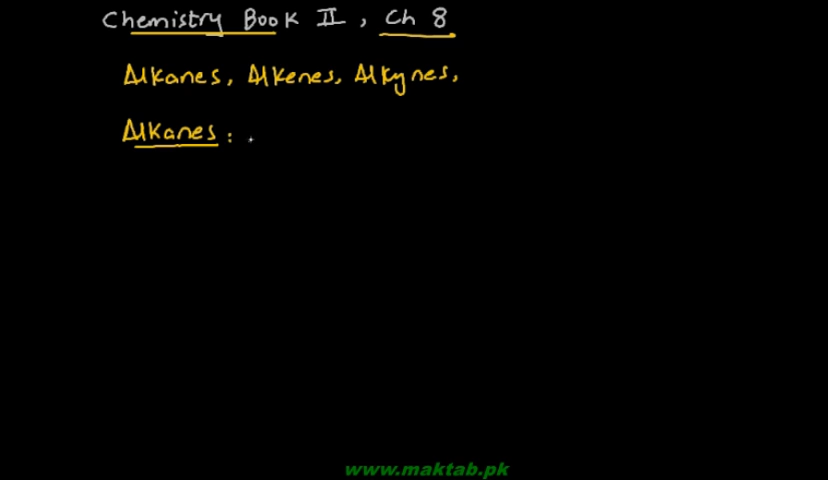 Chemistry Book II, Ch 8
Alkanes, Alkenes, Alkynes,
Alkanes:
www.maktab.pk